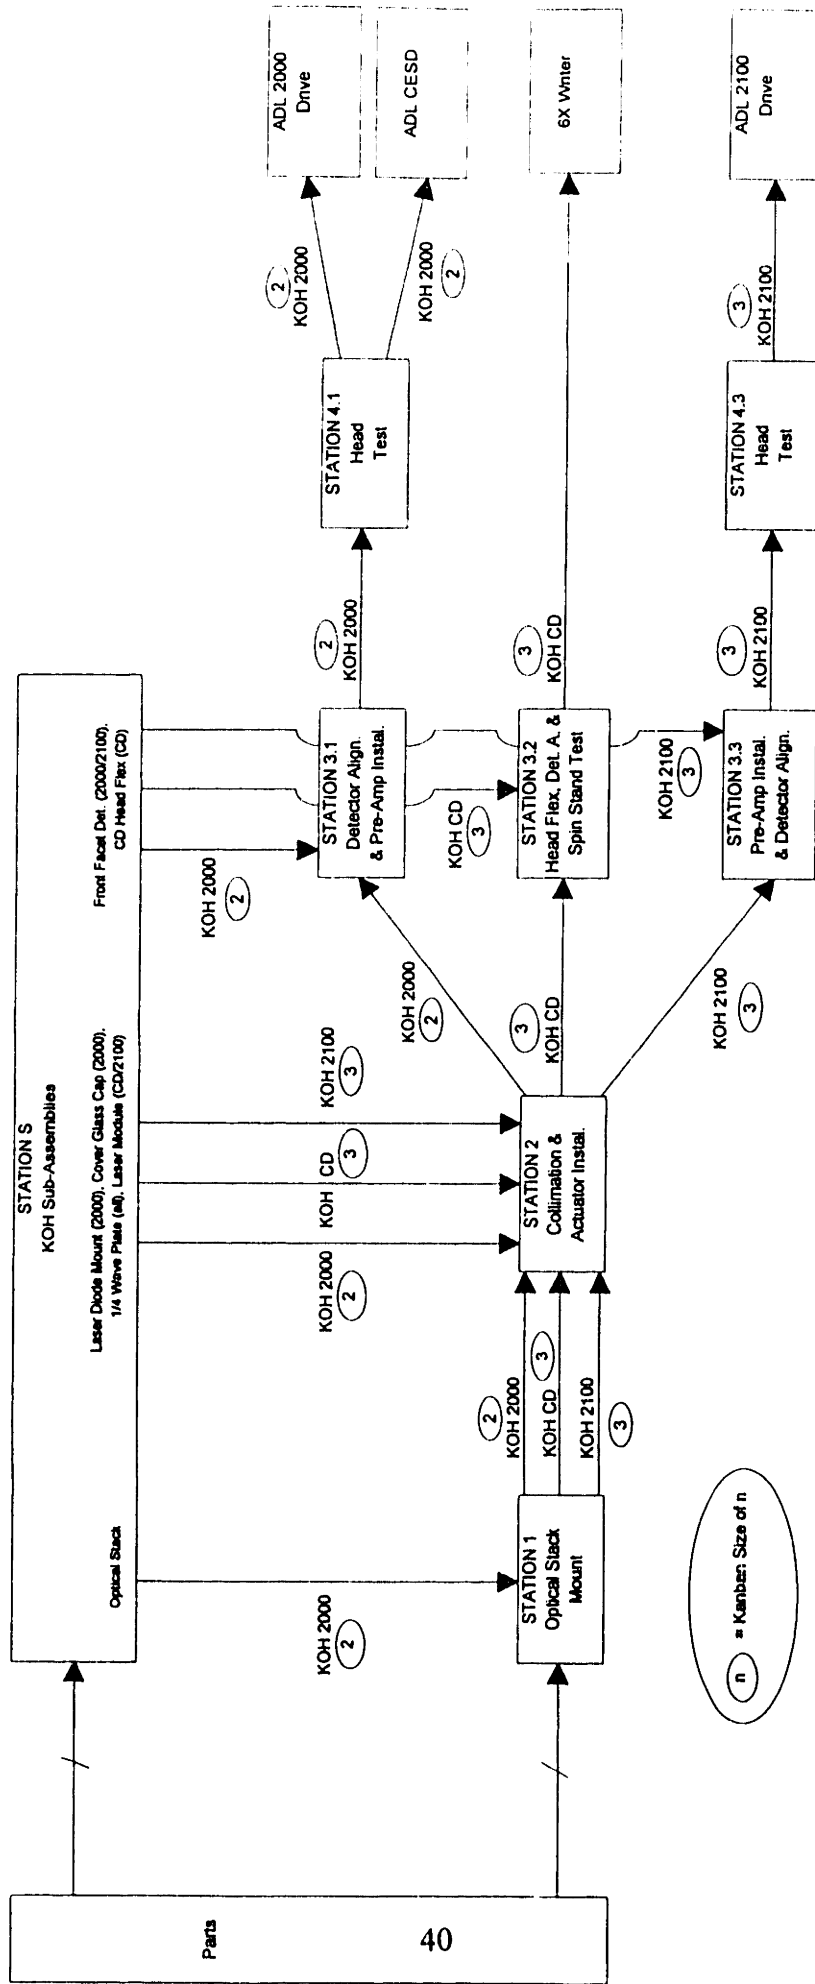 Parts
40
STATION S
KOH Sub-Assemblies
Optical Stack
Laser Diode Mount (2000), Cover Glass Cap (2000),
1/4 Wave Plate (all), Laser Module (CD/2100)
Front Facet Det. (2000/2100),
CD Head Flex (CD)
KOH 2000
2
KOH 2000
2
KOH CD
3
KOH 2100
3
KOH 2000
2
KOH CD
3
KOH 2100
3
STATION 1
Optical Stack
Mount
2
KOH 2000
3
KOH CD
KOH 2100
3
STATION 2
Collimation &
Actuator Instal.
KOH 2000
2
3
KOH CD
KOH 2100
3
STATION 3.1
Detector Align.
& Pre-Amp Instal.
STATION 3.2
Head Flex, Det. A. &
Spin Stand Test
STATION 3.3
Pre-Amp Instal.
& Detector Align.
2
KOH 2000
3
KOH CD
3
KOH 2100
STATION 4.1
Head
Test
STATION 4.3
Head
Test
2
KOH 2000
KOH 2000
2
3
KOH 2100
ADL 2000
Drive
ADL CESD
6X Writer
ADL 2100
Drive
n = Kanban Size of n